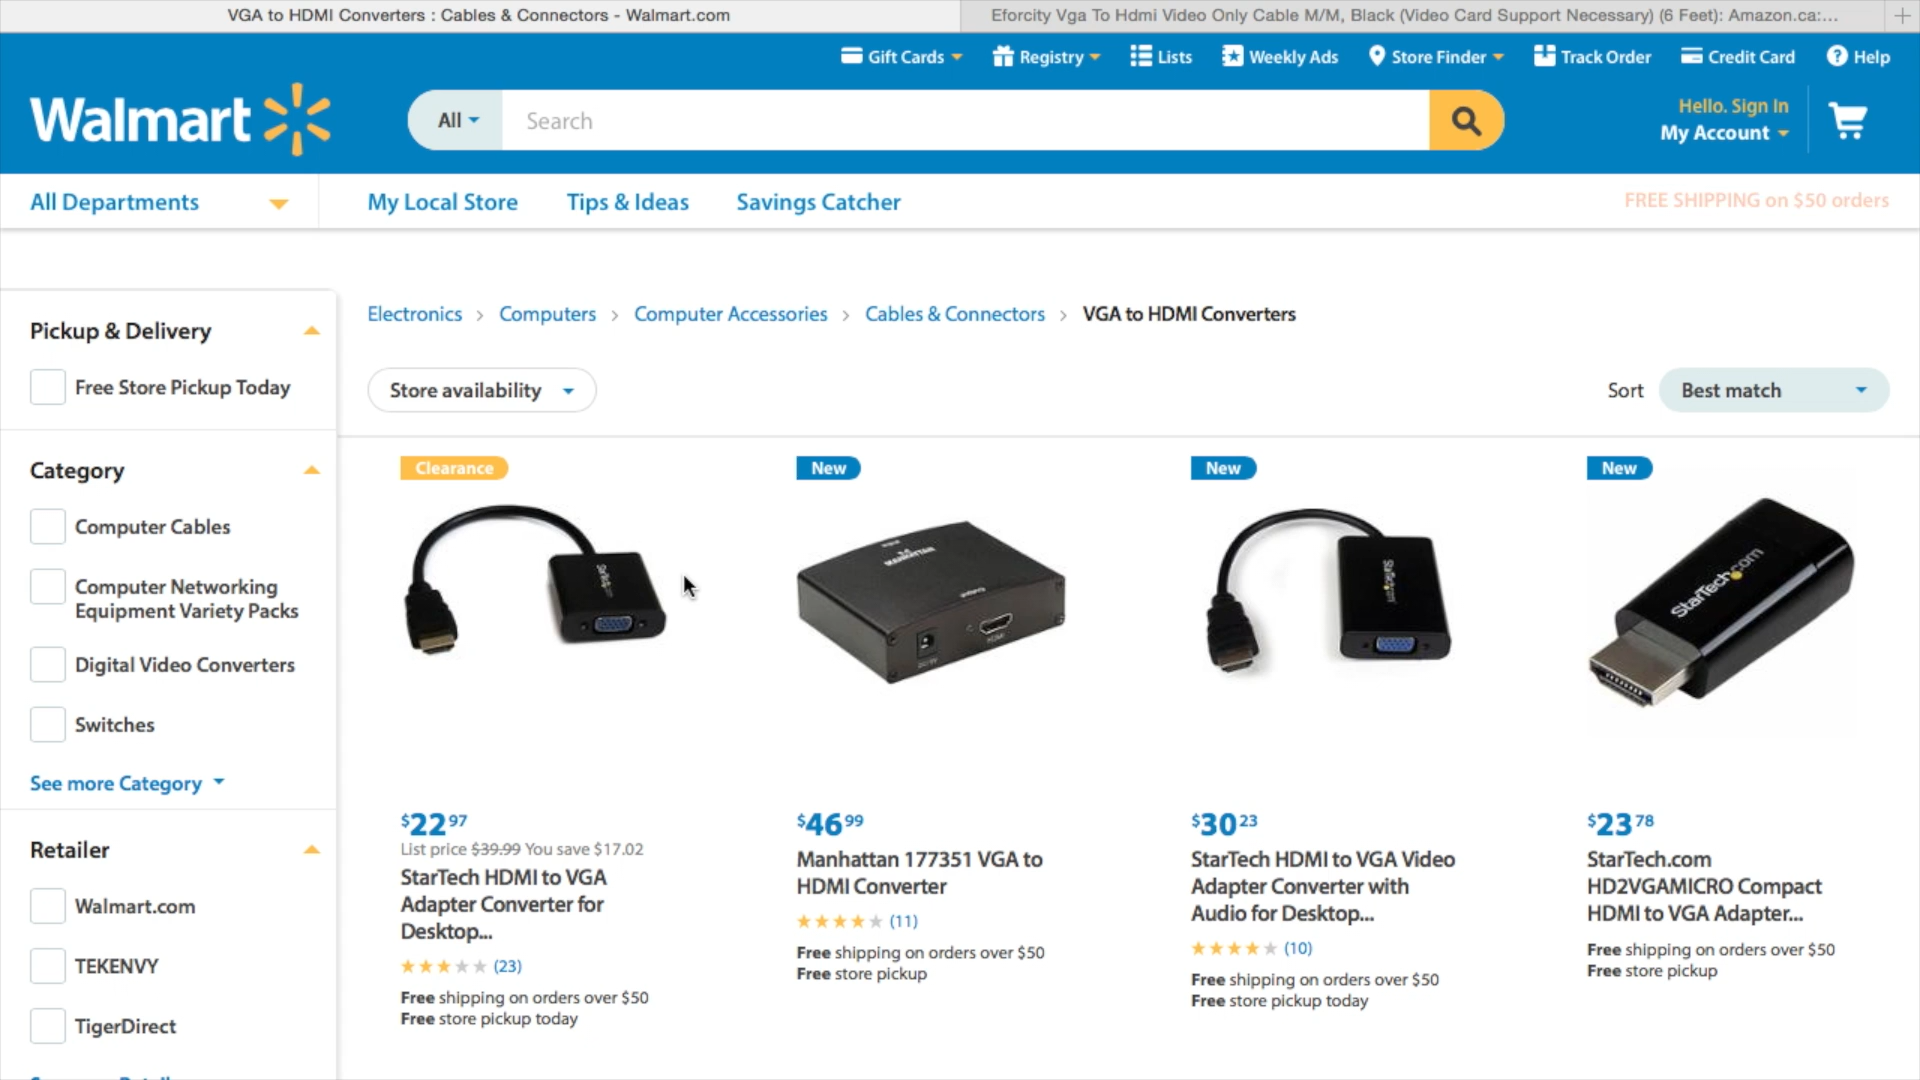 VGA to HDMI Converters : Cables & Connectors - Walmart.com
Eforcity Vga To Hdmi Video Only Cable M/M, Black (Video Card Support Necessary) (6 Feet): Amazon.ca:...
Gift Cards
Registry
Lists
Weekly Ads
Store Finder
Track Order
Credit Card
Help
Walmart
All
Search
Hello. Sign In
My Account
All Departments
My Local Store
Tips & Ideas
Savings Catcher
FREE SHIPPING on $50 orders
Electronics > Computers > Computer Accessories > Cables & Connectors > VGA to HDMI Converters
Store availability
Sort
Best match
Pickup & Delivery
Free Store Pickup Today
Category
Computer Cables
Computer Networking
Equipment Variety Packs
Digital Video Converters
Switches
See more Category
Retailer
Walmart.com
TEKENVY
TigerDirect
Clearance
$22 97
List price $39.99 You save $17.02
StarTech HDMI to VGA
Adapter Converter for
Desktop...
(23)
Free shipping on orders over $50
Free store pickup today
New
MANHATTAN
HDMI
$46 99
Manhattan 177351 VGA to
HDMI Converter
(11)
Free shipping on orders over $50
Free store pickup
New
StarTech.com
$30 23
StarTech HDMI to VGA Video
Adapter Converter with
Audio for Desktop...
(10)
Free shipping on orders over $50
Free store pickup today
New
StarTech.com
$23 78
StarTech.com
HD2VGAMICRO Compact
HDMI to VGA Adapter...
Free shipping on orders over $50
Free store pickup